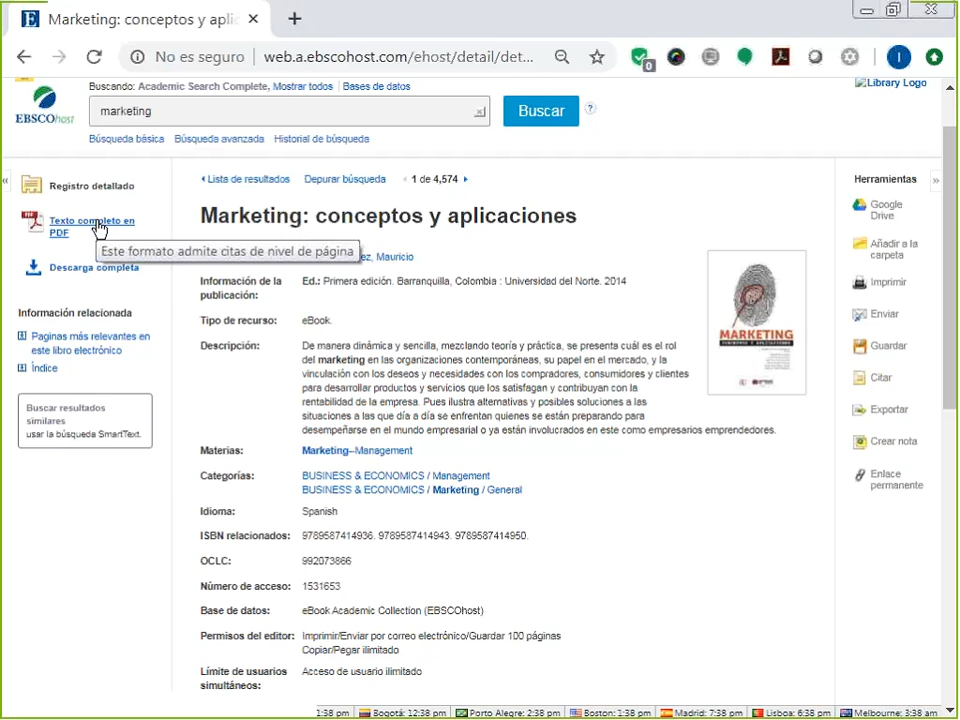 Marketing: conceptos y aplic
No es seguro
web.a.ebscohost.com/ehost/detail/det...
0
I
EBSCOhost
Buscando: Academic Search Complete, Mostrar todos | Bases de datos
marketing
Buscar
?
Búsqueda básica Búsqueda avanzada Historial de búsqueda
Library Logo
«
Registro detallado
Texto completo en
PDF
Este formato admite citas de nivel de página
Descarga completa
Información relacionada
Paginas más relevantes en
este libro electrónico
Índice
Buscar resultados
similares
usar la búsqueda SmartText.
Lista de resultados Depurar búsqueda 1 de 4,574
Marketing: conceptos y aplicaciones
ez, Mauricio
Información de la
publicación:
Ed.: Primera edición. Barranquilla, Colombia : Universidad del Norte. 2014
Tipo de recurso: eBook.
Descripción:
De manera dinámica y sencilla, mezclando teoría y práctica, se presenta cuál es el rol
del marketing en las organizaciones contemporáneas, su papel en el mercado, y la
vinculación con los deseos y necesidades con los compradores, consumidores y clientes
para desarrollar productos y servicios que los satisfagan y contribuyan con la
rentabilidad de la empresa. Pues ilustra alternativas y posibles soluciones a las
situaciones a las que día a día se enfrentan quienes se están preparando para
desempeñarse en el mundo empresarial o ya están involucrados en este como empresarios emprendedores.
Materias: Marketing--Management
Categorías:
BUSINESS & ECONOMICS / Management
BUSINESS & ECONOMICS / Marketing / General
Idioma: Spanish
ISBN relacionados: 9789587414936. 9789587414943. 9789587414950.
OCLC: 992073866
Número de acceso: 1531653
Base de datos: eBook Academic Collection (EBSCOhost)
Permisos del editor: Imprimir/Enviar por correo electrónico/Guardar 100 páginas
Copiar/Pegar ilimitado
Límite de usuarios
simultáneos:
Acceso de usuario ilimitado
MARKETING
Herramientas
»
Google
Drive
Añadir a la
carpeta
Imprimir
Enviar
Guardar
Citar
Exportar
Crear nota
Enlace
permanente
1:38 pm Bogotá: 12:38 pm Porto Alegre: 2:38 pm Boston: 1:38 pm Madrid: 7:38 pm Lisboa: 6:38 pm Melbourne: 3:38 am